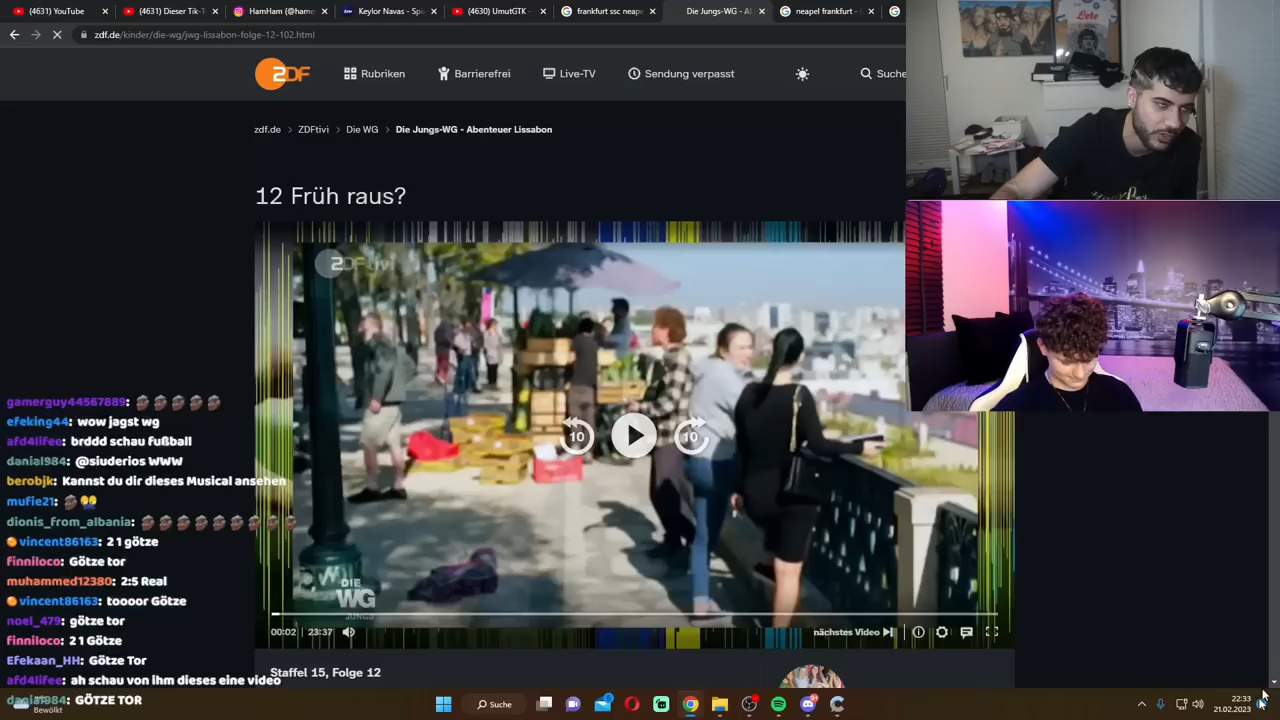 (4631) YouTube
(4631) Dieser Tik-T
HamHam (@hame
Keylor Navas - Spie
(4630) UmutGTK -
frankfurt ssc neape
Die Jungs-WG - Ab
neapel frankfurt - G
zdf.de/kinder/die-wg/jwg-lissabon-folge-12-102.html
ZDF
Rubriken
Barrierefrei
Live-TV
Sendung verpasst
Suche
zdf.de > ZDFtivi > Die WG > Die Jungs-WG - Abenteuer Lissabon
12 Früh raus?
ZDFtivi
10
10
DIE
WG
JUNGS
00:02 | 23:37
nächstes Video
Staffel 15, Folge 12
gamerguy44567889:
efeking44: wow jagst wg
afd4lifee: brddd schau fußball
danial984: @siuderios WWW
berobjk: Kannst du dir dieses Musical ansehen
mufie21:
dionis_from_albania:
vincent86163: 2 1 götze
finniloco: Götze tor
muhammed12380: 2:5 Real
vincent86163: toooor Götze
noel_479: götze tor
finniloco: 2 1 Götze
Efekaan_HH: Götze Tor
afd4lifee: ah schau von ihm dieses eine video
danial984: GÖTZE TOR
Bewölkt
Suche
22:33
21.02.2023